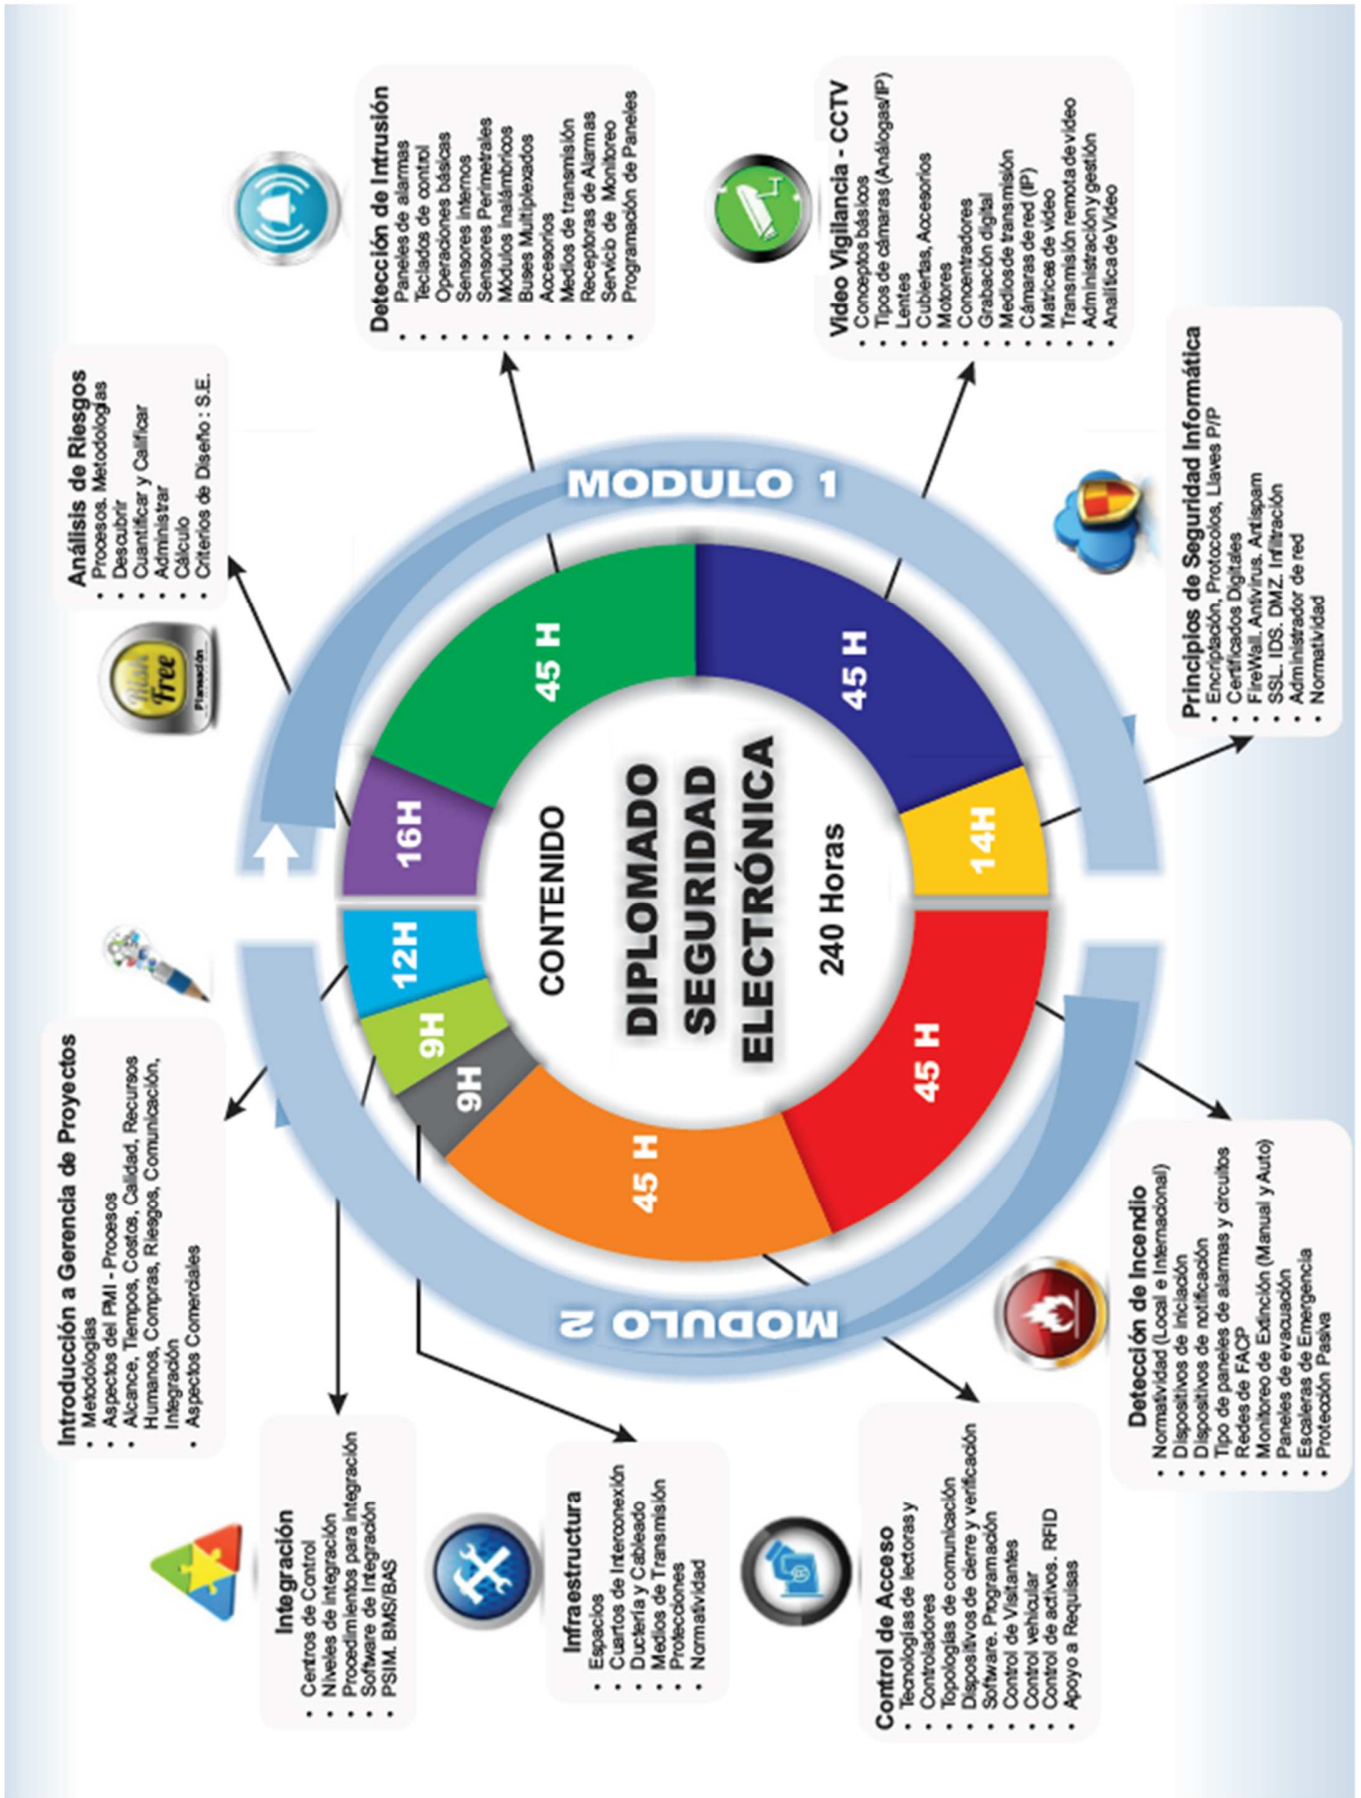 Análisis de Riesgos
• Procesos. Metodologías
• Descubrir
• Cuantificar y Calificar
• Administrar
• Cálculo
• Criterios de Diseño : S.E.
Free
Planeación
Detección de Intrusión
• Paneles de alarmas
• Teclados de control
• Operaciones básicas
• Sensores internos
• Sensores Perimetrales
• Módulos inalámbricos
• Buses Multiplexados
• Accesorios
• Medios de transmisión
• Receptoras de Alarmas
• Servicio de Monitoreo
• Programación de Paneles
Video Vigilancia - CCTV
• Conceptos básicos
• Tipos de cámaras (Análogas/IP)
• Lentes
• Cubiertas, Accesorios
• Motores
• Concentradores
• Grabación digital
• Medios de transmisión
• Cámaras de red (IP)
• Matrices de video
• Transmisión remota de video
• Administración y gestión
• Analítica de Video
Principios de Seguridad Informática
• Encriptación, Protocolos, Llaves P/P
• Certificados Digitales
• FireWall. Antivirus. Antispam
• SSL. IDS. DMZ. Infiltración
• Administrador de red
• Normatividad
MODULO 1
16H
45 H
45 H
14H
CONTENIDO
DIPLOMADO
SEGURIDAD
ELECTRÓNICA
240 Horas
12H
9H
9H
45 H
45 H
MODULO 2
Introducción a Gerencia de Proyectos
• Metodologías
• Aspectos del PMI - Procesos
• Alcance, Tiempos, Costos, Calidad, Recursos
Humanos, Compras, Riesgos, Comunicación,
Integración
• Aspectos Comerciales
Integración
• Centros de Control
• Niveles de integración
• Procedimientos para integración
• Software de Integración
• PSIM. BMS/BAS
Infraestructura
• Espacios
• Cuartos de Interconexión
• Ductería y Cableado
• Medios de Transmisión
• Protecciones
• Normatividad
Control de Acceso
• Tecnologías de lectoras y
• Controladores
• Topologías de comunicación
• Dispositivos de cierre y verificación
• Software. Programación
• Control de Visitantes
• Control vehicular
• Control de activos. RFID
• Apoyo a Requisas
Detección de Incendio
• Normatividad (Local e Internacional)
• Dispositivos de iniciación
• Dispositivos de notificación
• Tipo de paneles de alarmas y circuitos
• Redes de FACP
• Monitoreo de Extinción (Manual y Auto)
• Paneles de evacuación
• Escaleras de Emergencia
• Protección Pasiva